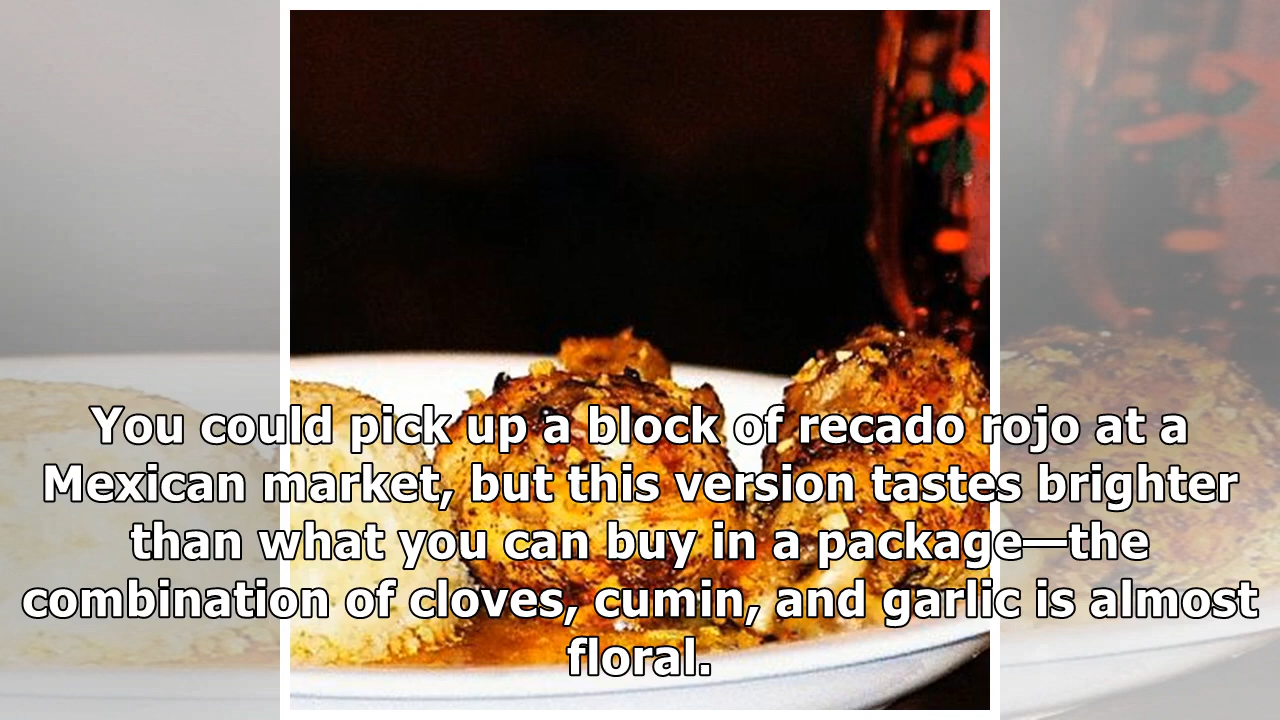 You could pick up a block of recado rojo at a
Mexican market, but this version tastes brighter
than what you can buy in a package—the
combination of cloves, cumin, and garlic is almost
floral.